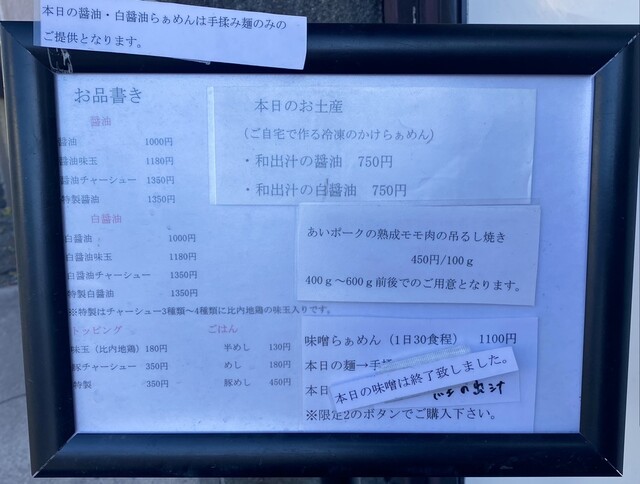 本日の醤油・白醤油らぁめんは手揉み麺のみの
ご提供となります。
お品書き
醤油
醤油 1000円
醤油味玉 1180円
醤油チャーシュー 1350円
特製醤油 1350円
白醤油
白醤油 1000円
白醤油味玉 1180円
白醤油チャーシュー 1350円
特製白醤油 1350円
※特製はチャーシュー3種類～4種類に比内地鶏の味玉入りです。
トッピング
味玉（比内地鶏）180円
豚チャーシュー 350円
特製 350円
ごはん
半めし 130円
めし 180円
豚めし 450円
本日のお土産
（ご自宅で作る冷凍のかけらぁめん）
・和出汁の醤油 750円
・和出汁の白醤油 750円
あいポークの熟成モモ肉の吊るし焼き
450円/100g
400g～600g前後でのご用意となります。
味噌らぁめん（1日30食程） 1100円
本日の麺→手揉
本日の味噌は終了致しました。
本日
の出汁
※限定2のボタンでご購入下さい。